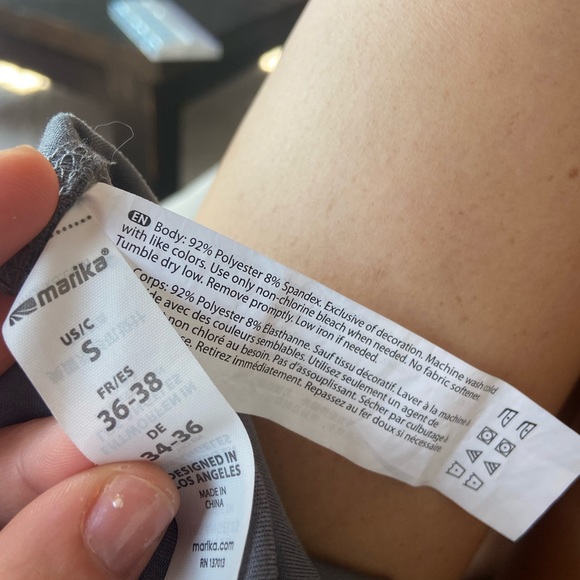 marika®
US/C
S
FR/ES
36-38
DE
34-36
DESIGNED IN
LOS ANGELES
MADE IN
CHINA
marika.com
RN 137013
EN Body: 92% Polyester 8% Spandex. Exclusive of decoration. Machine wash cold
with like colors. Use only non-chlorine bleach when needed. No fabric softener.
Tumble dry low. Remove promptly. Low iron if needed.
Corps: 92% Polyester 8% Élasthanne. Sauf tissu décoratif. Laver à la machine à
avec des couleurs semblables. Utilisez seulement un agent de
non chloré au besoin. Pas d'assouplissant. Sécher par culbutage à
Retirez immédiatement. Repassez au fer doux si nécessaire.